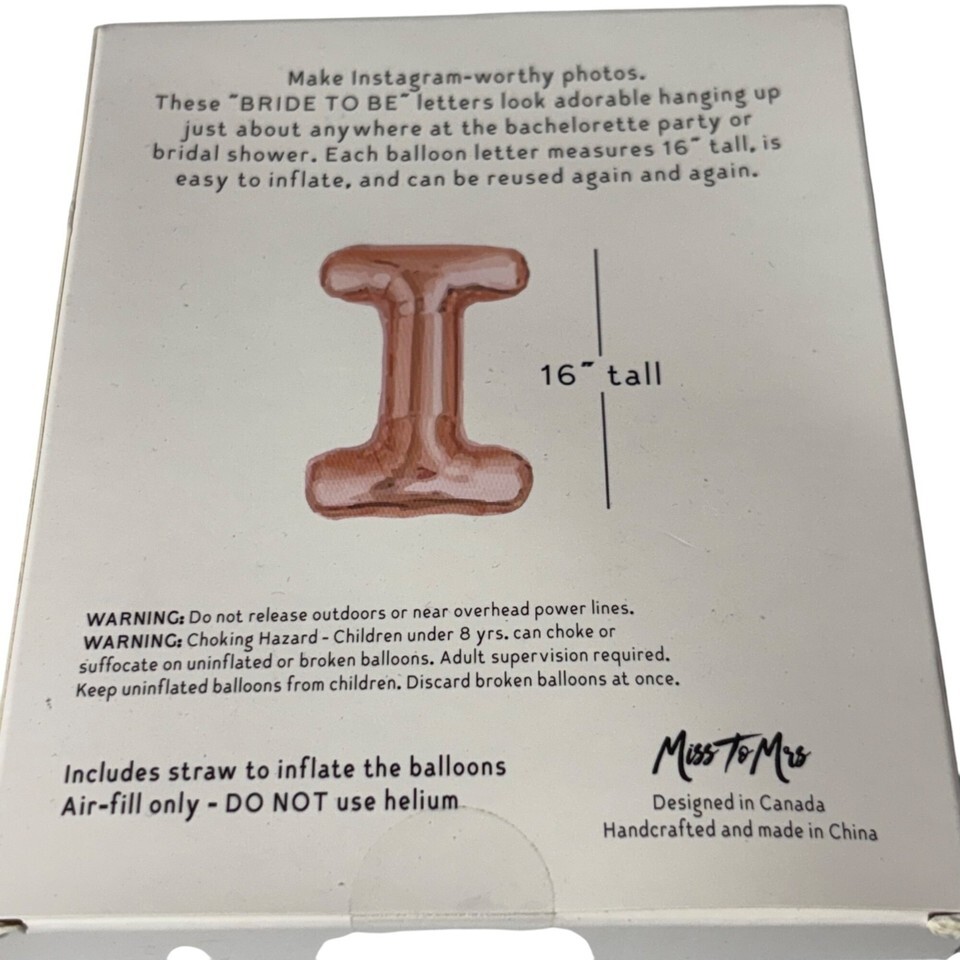 Make Instagram-worthy photos.
These "BRIDE TO BE" letters look adorable hanging up
just about anywhere at the bachelorette party or
bridal shower. Each balloon letter measures 16" tall, is
easy to inflate, and can be reused again and again.
16" tall
WARNING: Do not release outdoors or near overhead power lines.
WARNING: Choking Hazard - Children under 8 yrs. can choke or
suffocate on uninflated or broken balloons. Adult supervision required.
Keep uninflated balloons from children. Discard broken balloons at once.
Includes straw to inflate the balloons
Air-fill only - DO NOT use helium
Miss To Mrs
Designed in Canada
Handcrafted and made in China